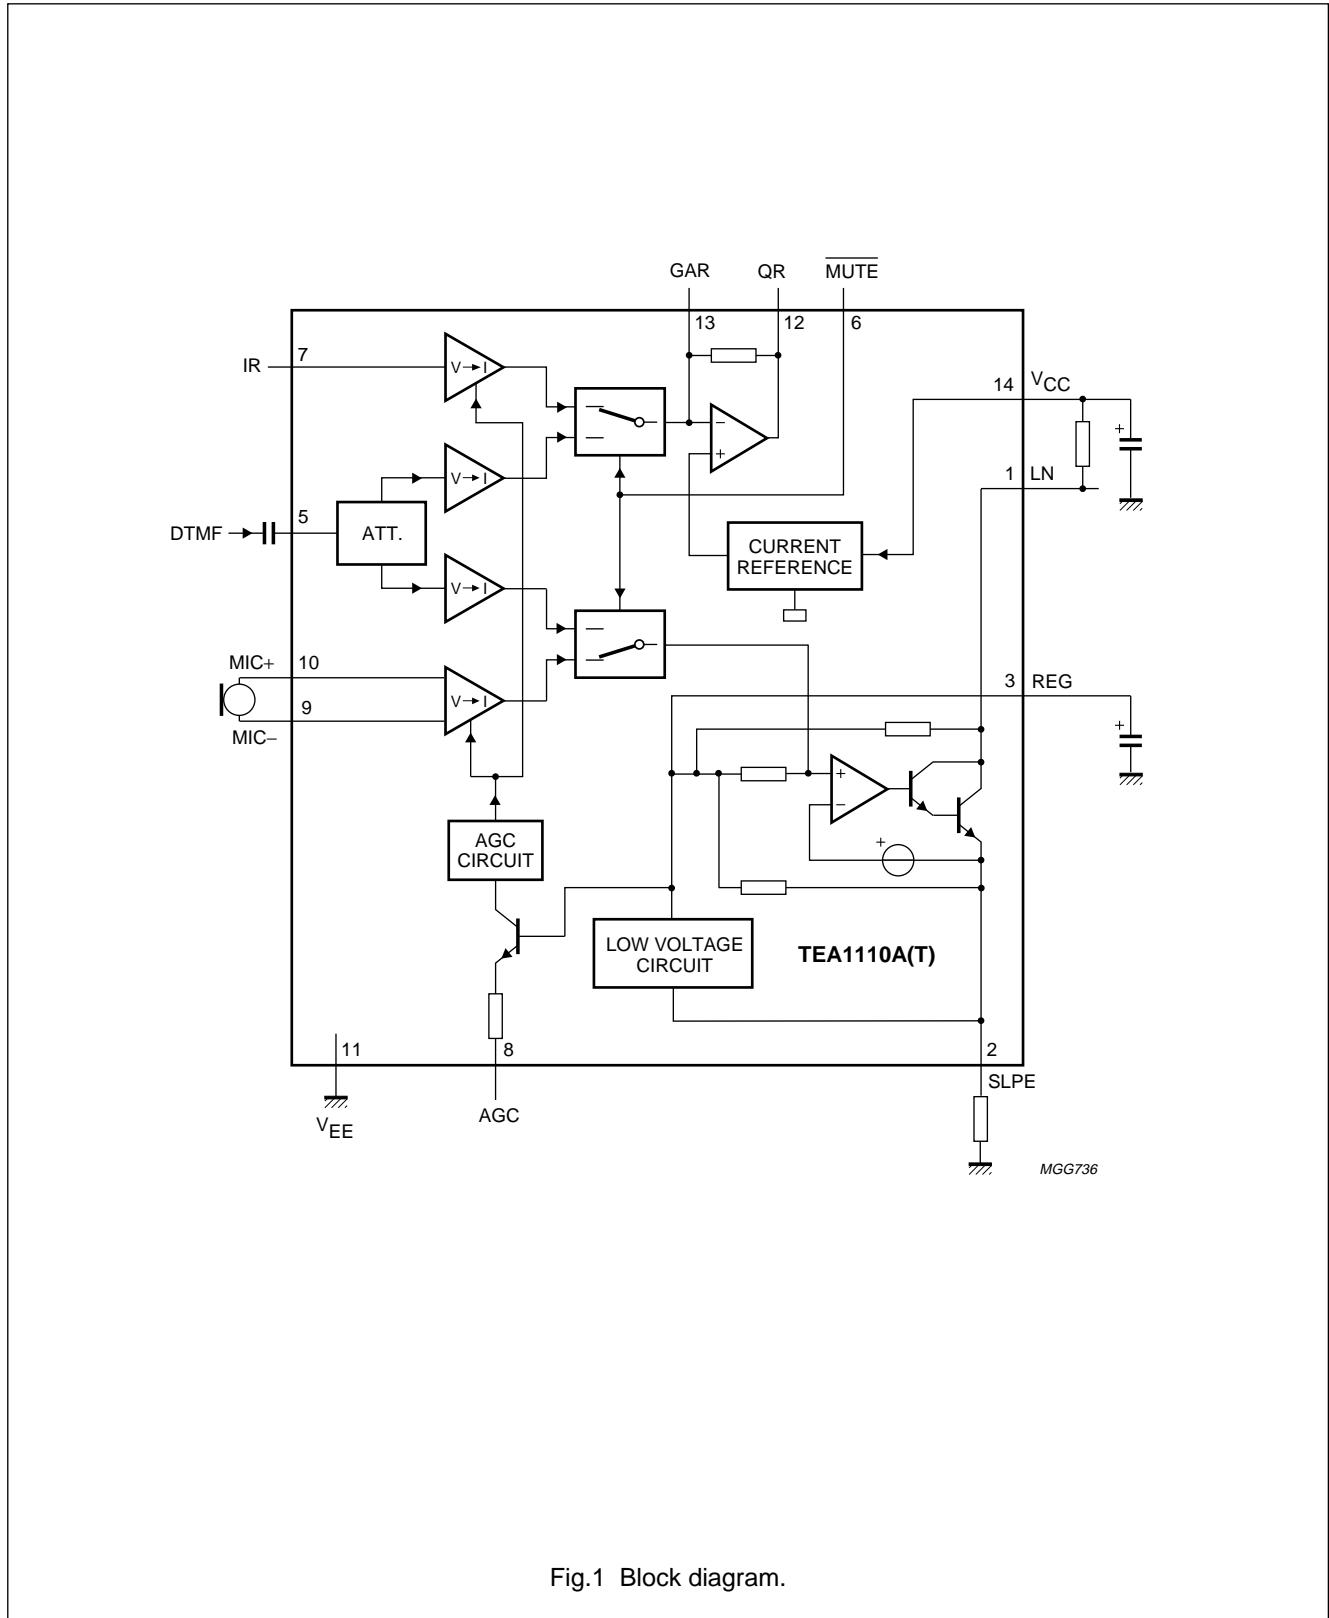 GAR QR MUTE
13 12 6
IR 7 V I
14 VCC
V I
1 LN
DTMF 5 ATT.
CURRENT
REFERENCE
V I
MIC+ 10
3 REG
V I
9
MIC−
AGC
CIRCUIT
LOW VOLTAGE
CIRCUIT
TEA1110A(T)
11 8 2
SLPE
VEE
AGC
MGG736
Fig.1 Block diagram.